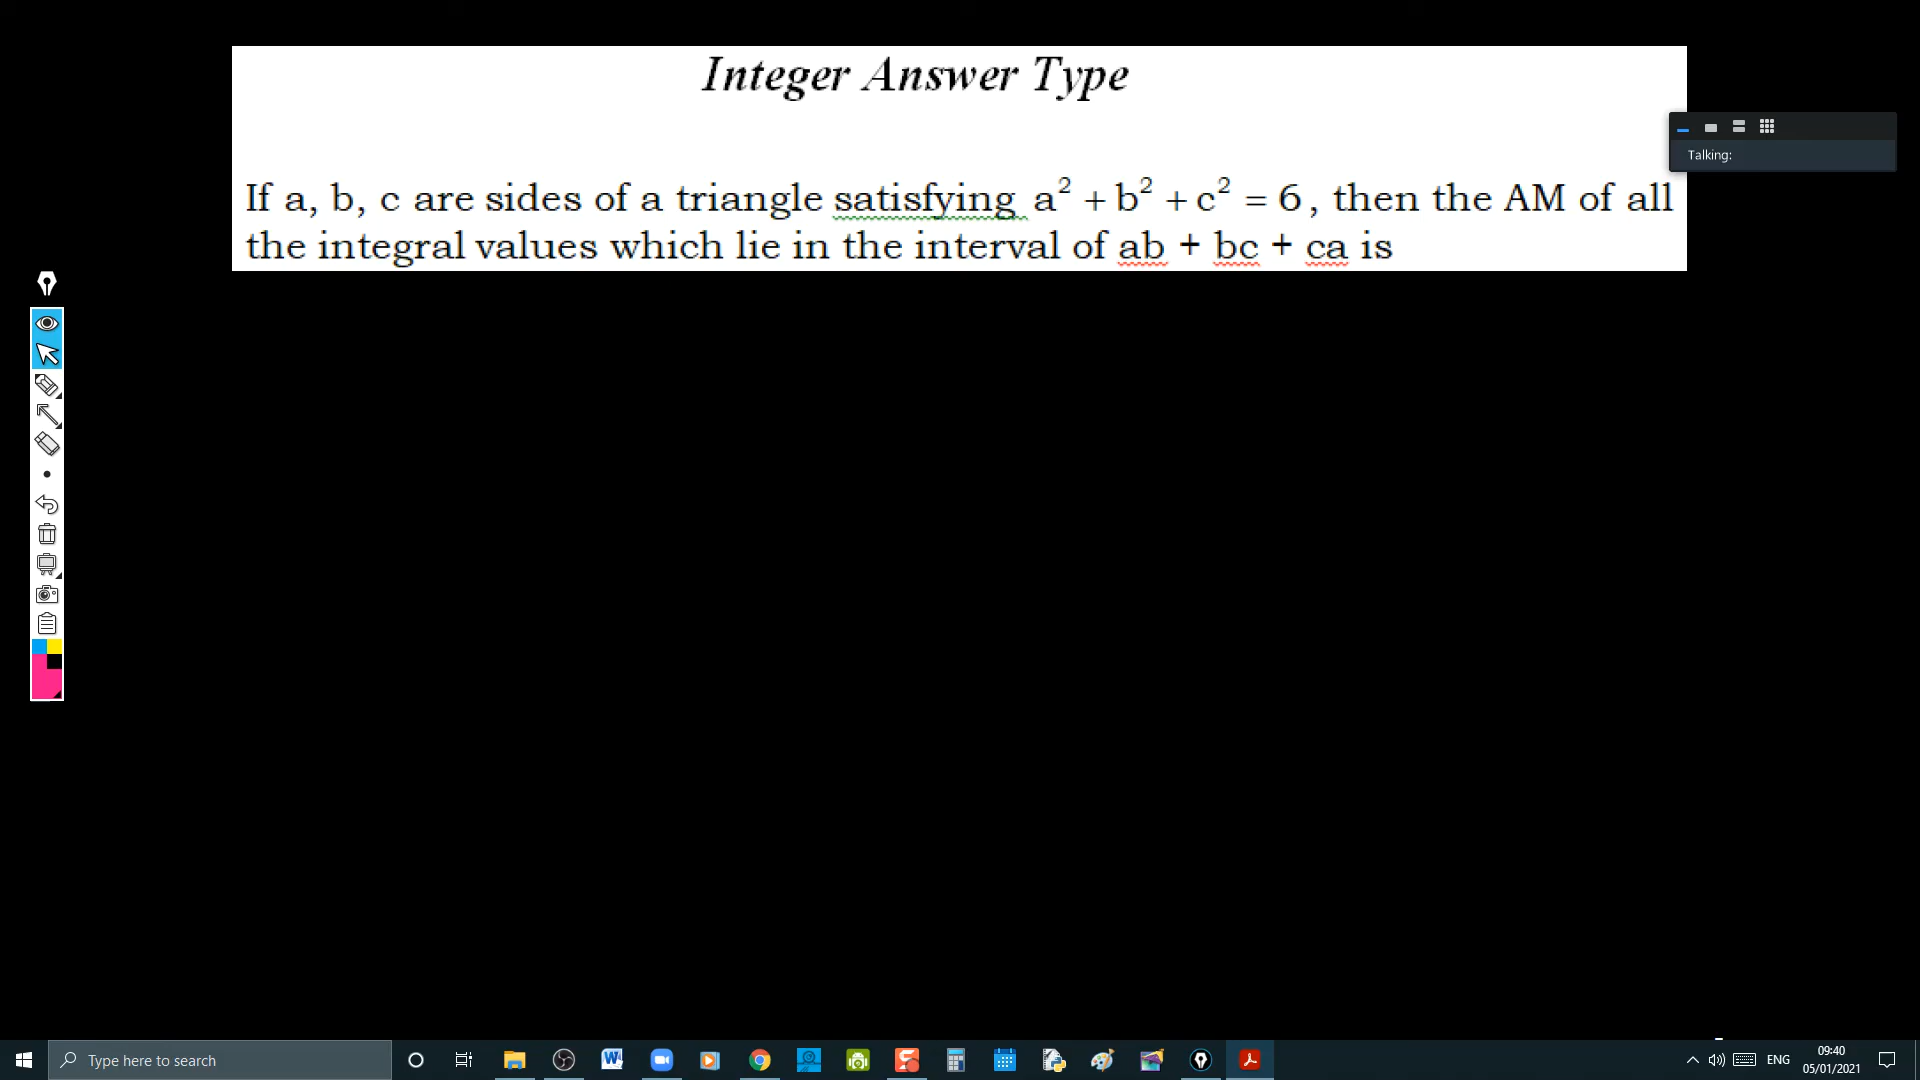 Integer Answer Type
Talking:
If a, b, c are sides of a triangle satisfying a² + b² + c² = 6, then the AM of all
the integral values which lie in the interval of ab + bc + ca is
Type here to search
ENG
09:40
05/01/2021